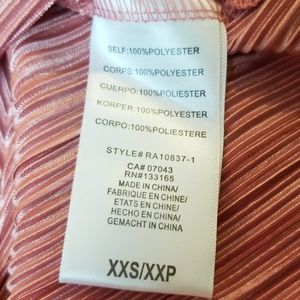 SELF:100%POLYESTER
CORPS:100%POLYESTER
CUERPO:100%POLYESTER
KORPER:100%POLYESTER
CORPO:100%POLIESTERE
STYLE# RA10837-1
CA# 07043
RN#133165
MADE IN CHINA/
FABRIQUE EN CHINE/
ETATS EN CHINE/
HECHO EN CHINA/
GEMACHT IN CHINA
XXS/XXP